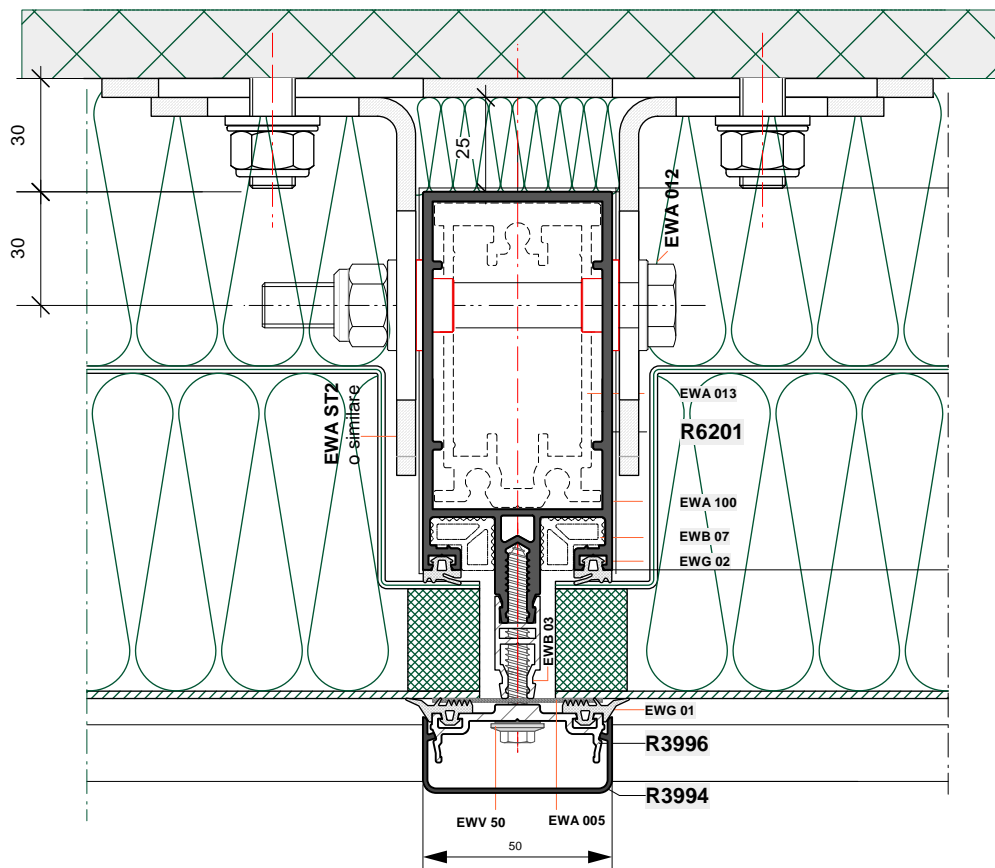 30
25
30
EWA 012
EWA ST2
o similare
EWA 013
R6201
EWA 100
EWB 07
EWG 02
EWB 03
EWG 01
R3996
R3994
EWV 50
EWA 005
50